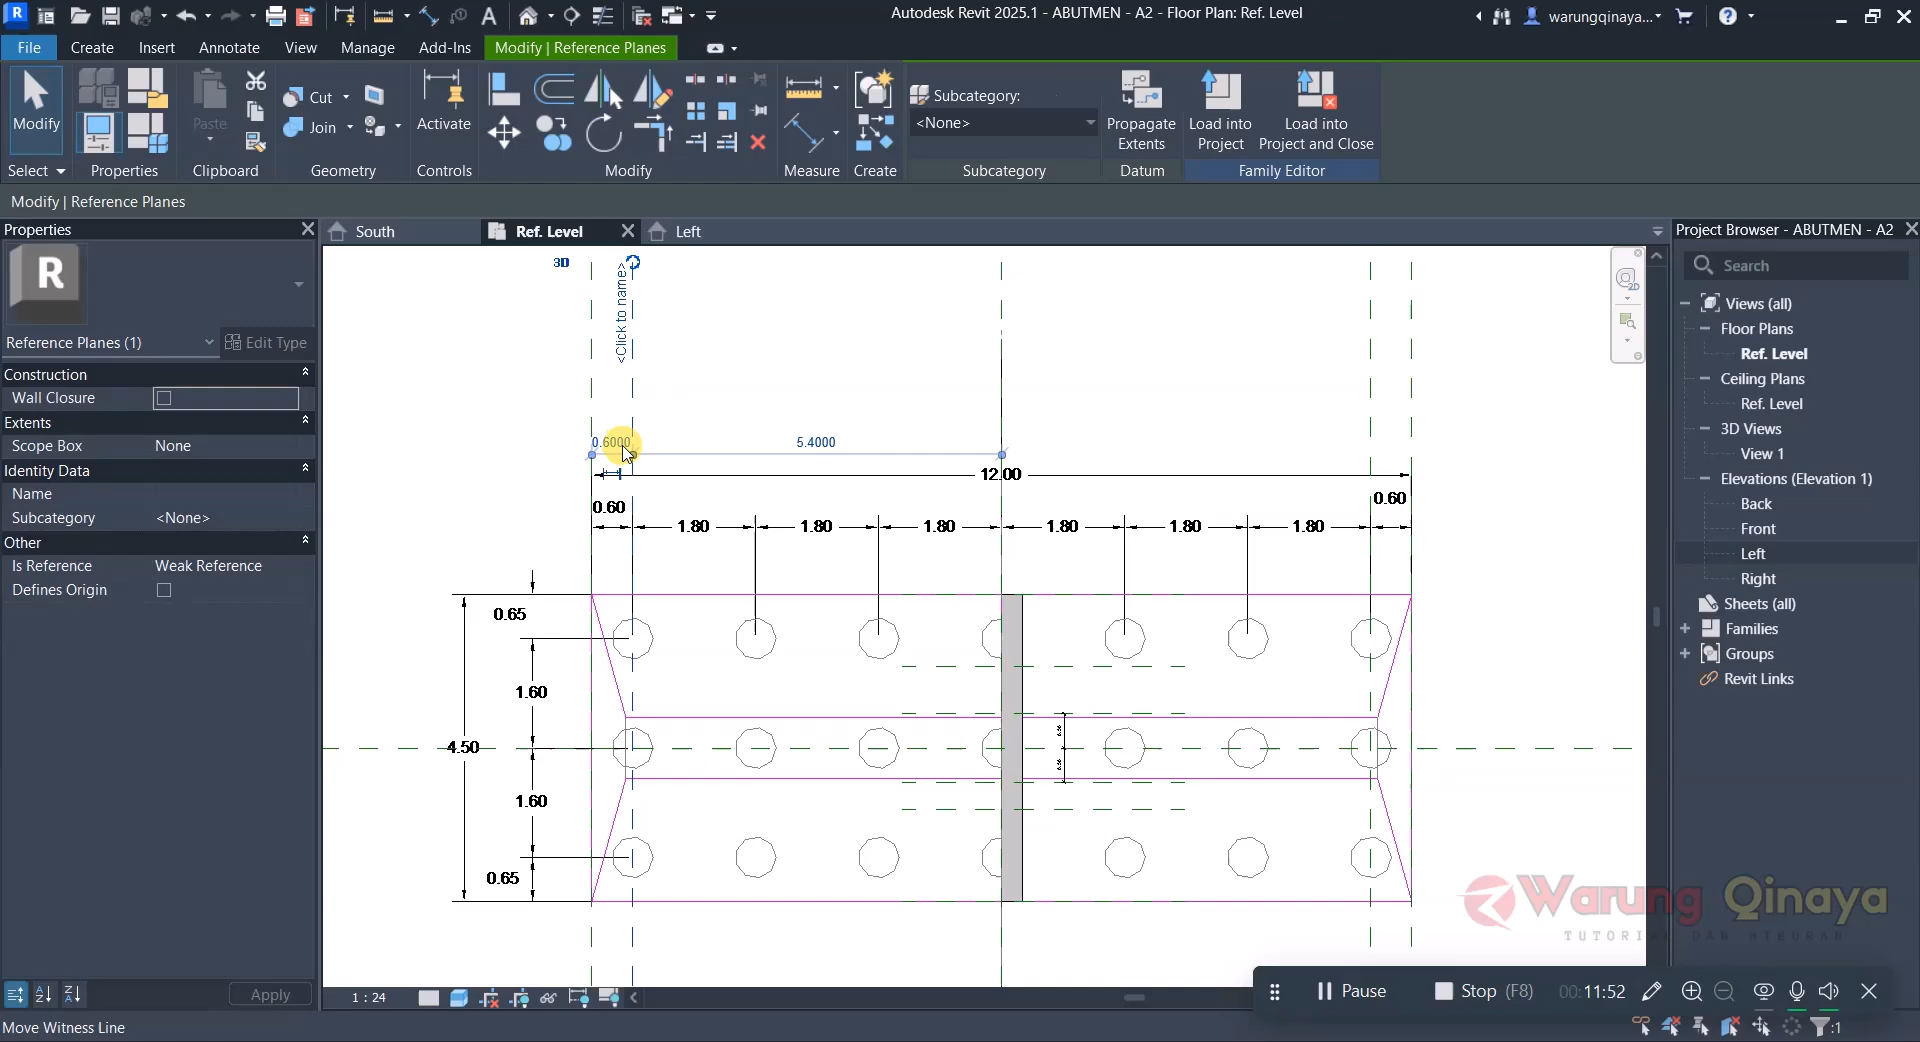 Autodesk Revit 2025.1 - ABUTMEN - A2 - Floor Plan: Ref. Level
warungqinaya...
File Create Insert Annotate View Manage Add-Ins Modify | Reference Planes
Modify
Paste
Cut
Join
Activate
Subcategory:
<None>
Propagate Extents
Load into Project
Load into Project and Close
Select Properties Clipboard Geometry Controls Modify Measure Create Subcategory Datum Family Editor
Modify | Reference Planes
Properties
South
Ref. Level
Left
Project Browser - ABUTMEN - A2
R
Reference Planes (1)
Edit Type
Construction
Wall Closure
Extents
Scope Box None
Identity Data
Name
Subcategory <None>
Other
Is Reference Weak Reference
Defines Origin
Apply
3D
<Click to name>
0.6000
5.4000
12.00
0.60
0.60
1.80 1.80 1.80 1.80 1.80 1.80
0.65
1.60
4.50
1.60
0.65
2D
Search
Views (all)
Floor Plans
Ref. Level
Ceiling Plans
Ref. Level
3D Views
View 1
Elevations (Elevation 1)
Back
Front
Left
Right
Sheets (all)
Families
Groups
Revit Links
Warung Qinaya
TUTORIAL DAN HIBURAN
1 : 24
Pause
Stop (F8)
00:11:52
Move Witness Line
:1